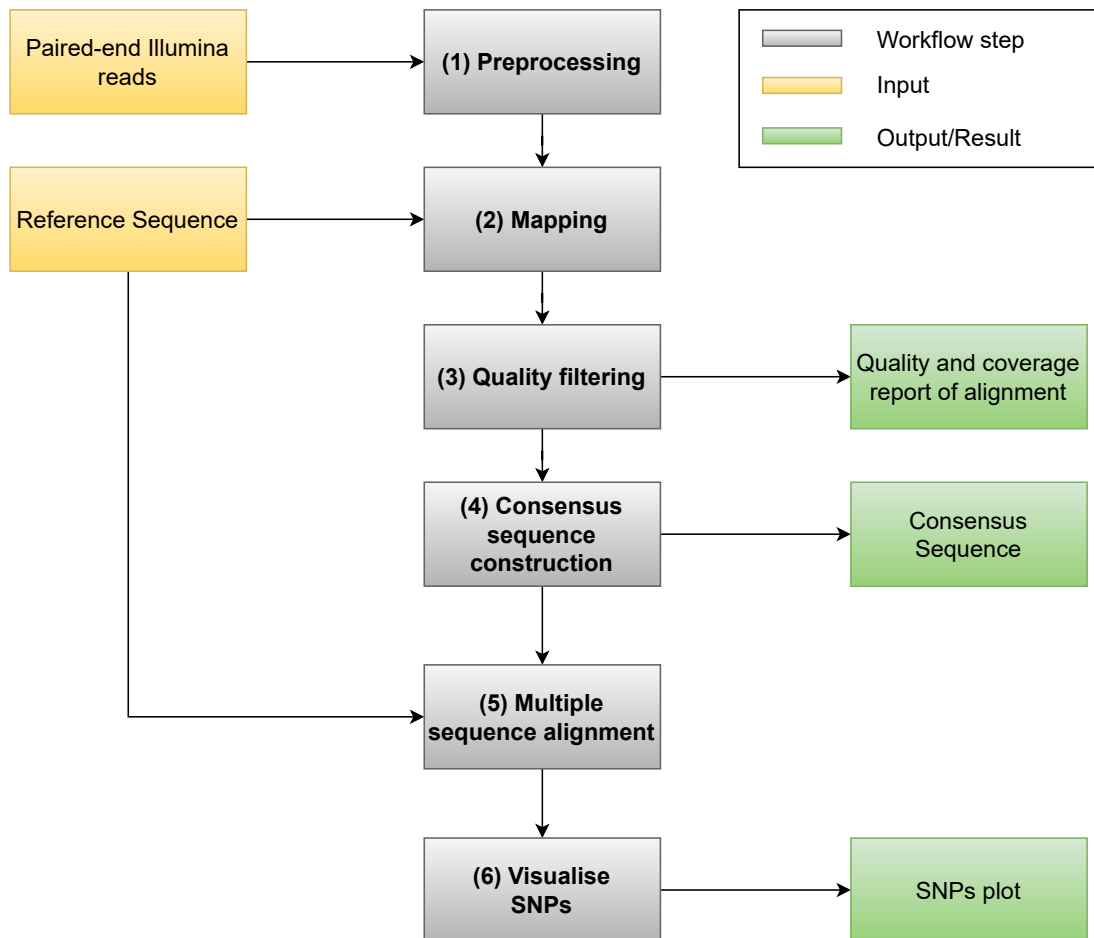 Paired-end Illumina
reads
(1) Preprocessing
Workflow step
Input
Output/Result
Reference Sequence
(2) Mapping
(3) Quality filtering
Quality and coverage
report of alignment
(4) Consensus
sequence
construction
Consensus
Sequence
(5) Multiple
sequence alignment
(6) Visualise
SNPs
SNPs plot